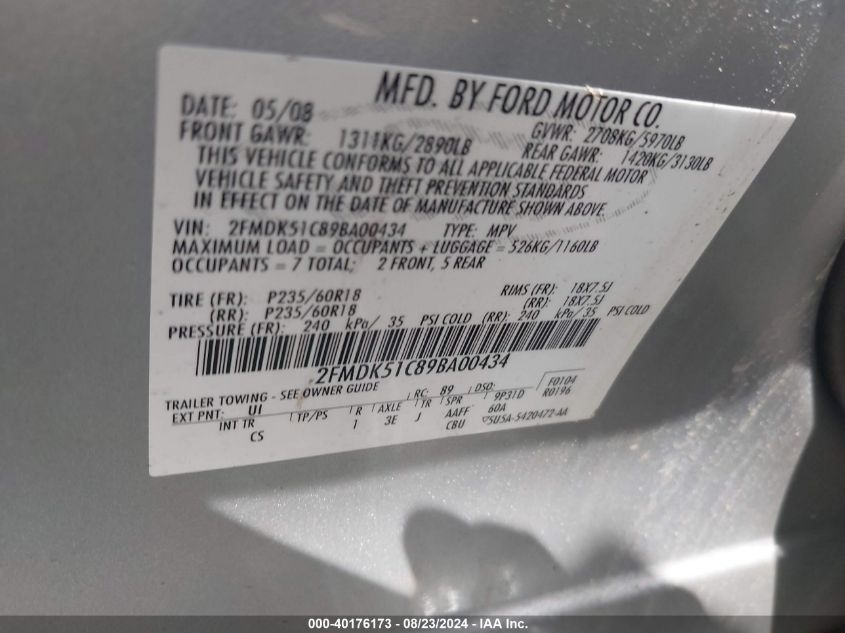 MFD. BY FORD MOTOR CO.
DATE: 05/08 GVWR: 2708KG/5970LB
FRONT GAWR: 1311KG/2890LB REAR GAWR: 1420KG/3130LB
THIS VEHICLE CONFORMS TO ALL APPLICABLE FEDERAL MOTOR
VEHICLE SAFETY AND THEFT PREVENTION STANDARDS
IN EFFECT ON THE DATE OF MANUFACTURE SHOWN ABOVE.
VIN: 2FMDK51C89BA00434 TYPE: MPV
MAXIMUM LOAD = OCCUPANTS + LUGGAGE = 526KG/1160LB
OCCUPANTS = 7 TOTAL; 2 FRONT, 5 REAR
TIRE (FR): P235/60R18 RIMS (FR): 18X7.5J
(RR): P235/60R18 (RR): 18X7.5J
PRESSURE (FR): 240 kPa/ 35 PSI COLD (RR): 240 kPa/ 35 PSI COLD
2FMDK51C89BA00434
TRAILER TOWING - SEE OWNER GUIDE
EXT PNT: UI RC: 89 DSO: F0104
INT TR TP/PS R AXLE TR SPR 9P31D R0196
CS 1 3E J AAFF 60A
CBU ▽5U5A-5420472-AA
000-40176173 - 08/23/2024 - IAA Inc.